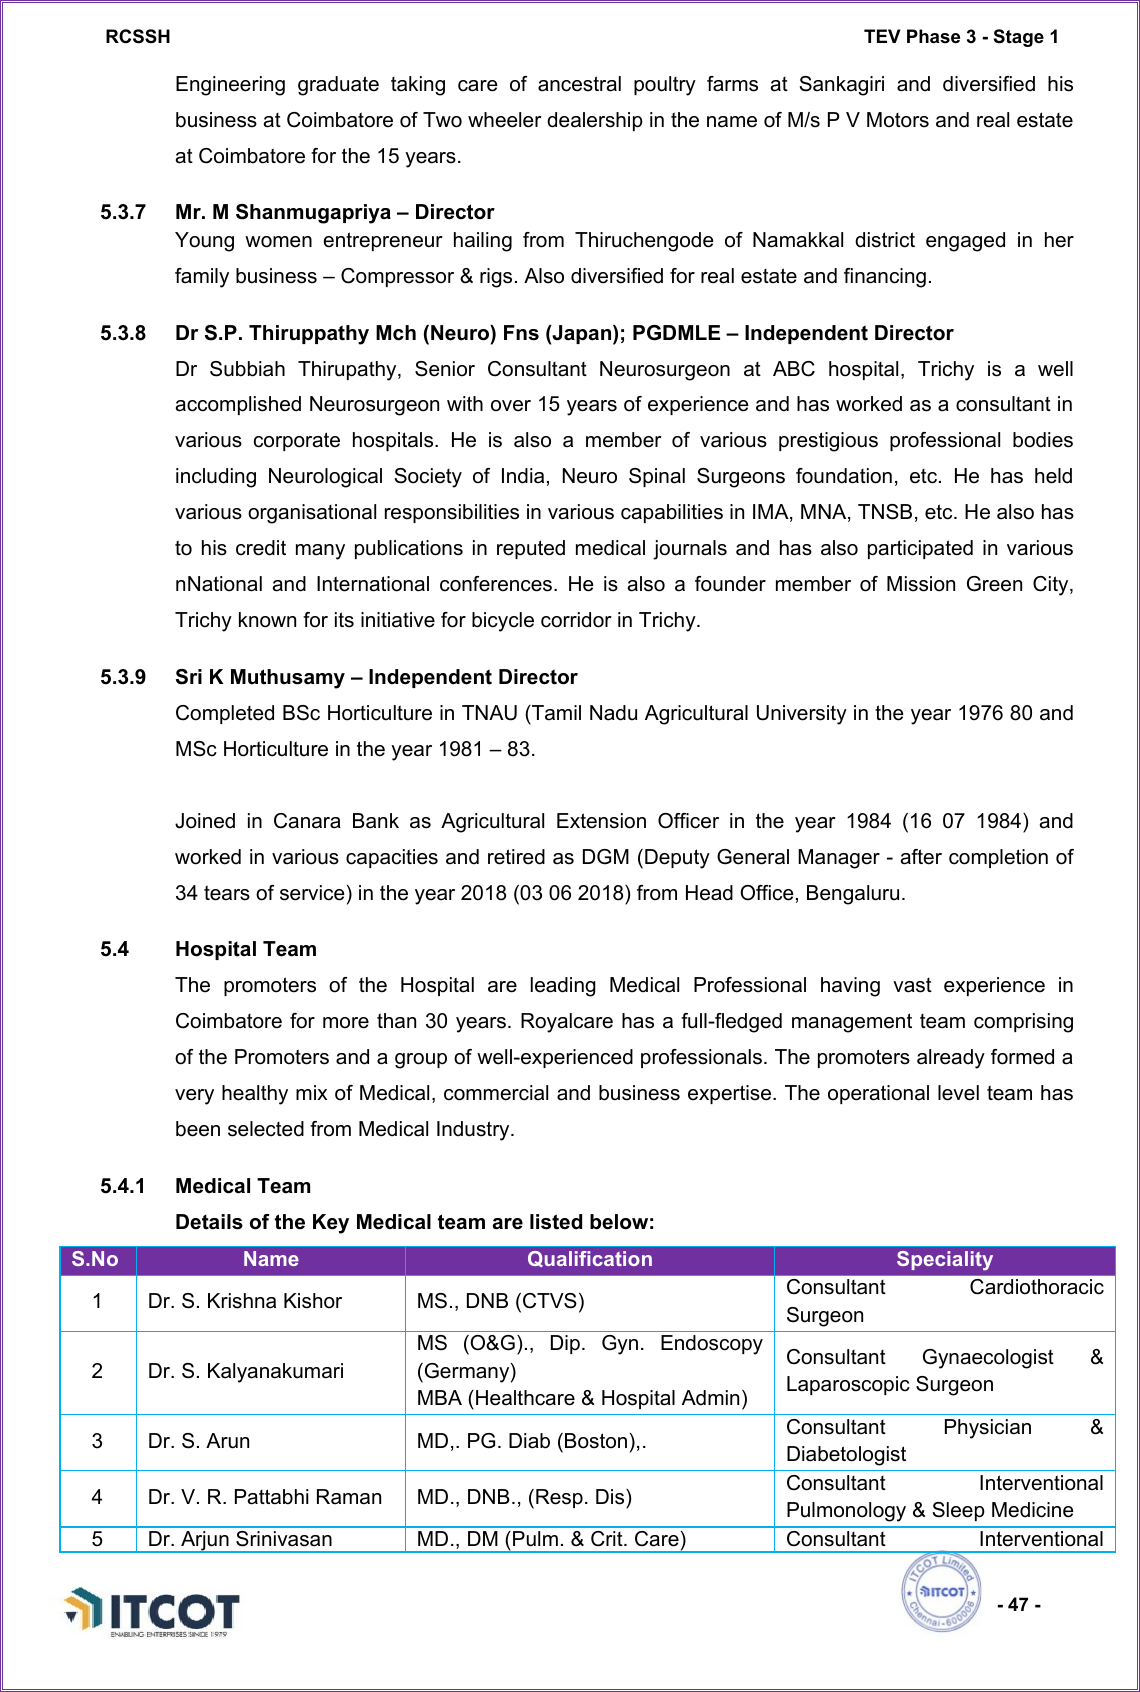 RCSSH TEV Phase 3 - Stage 1
Engineering graduate taking care of ancestral poultry farms at Sankagiri and diversified his
business at Coimbatore of Two wheeler dealership in the name of M/s P V Motors and real estate
at Coimbatore for the 15 years.
5.3.7 Mr. M Shanmugapriya – Director
Young women entrepreneur hailing from Thiruchengode of Namakkal district engaged in her
family business – Compressor & rigs. Also diversified for real estate and financing.
5.3.8 Dr S.P. Thiruppathy Mch (Neuro) Fns (Japan); PGDMLE – Independent Director
Dr Subbiah Thirupathy, Senior Consultant Neurosurgeon at ABC hospital, Trichy is a well
accomplished Neurosurgeon with over 15 years of experience and has worked as a consultant in
various corporate hospitals. He is also a member of various prestigious professional bodies
including Neurological Society of India, Neuro Spinal Surgeons foundation, etc. He has held
various organisational responsibilities in various capabilities in IMA, MNA, TNSB, etc. He also has
to his credit many publications in reputed medical journals and has also participated in various
nNational and International conferences. He is also a founder member of Mission Green City,
Trichy known for its initiative for bicycle corridor in Trichy.
5.3.9 Sri K Muthusamy – Independent Director
Completed BSc Horticulture in TNAU (Tamil Nadu Agricultural University in the year 1976 80 and
MSc Horticulture in the year 1981 – 83.
Joined in Canara Bank as Agricultural Extension Officer in the year 1984 (16 07 1984) and
worked in various capacities and retired as DGM (Deputy General Manager - after completion of
34 tears of service) in the year 2018 (03 06 2018) from Head Office, Bengaluru.
5.4 Hospital Team
The promoters of the Hospital are leading Medical Professional having vast experience in
Coimbatore for more than 30 years. Royalcare has a full-fledged management team comprising
of the Promoters and a group of well-experienced professionals. The promoters already formed a
very healthy mix of Medical, commercial and business expertise. The operational level team has
been selected from Medical Industry.
5.4.1 Medical Team
Details of the Key Medical team are listed below:
S.No Name Qualification Speciality
1 Dr. S. Krishna Kishor MS., DNB (CTVS) Consultant Cardiothoracic
Surgeon
2 Dr. S. Kalyanakumari MS (O&G)., Dip. Gyn. Endoscopy
(Germany)
MBA (Healthcare & Hospital Admin) Consultant Gynaecologist &
Laparoscopic Surgeon
3 Dr. S. Arun MD,. PG. Diab (Boston),. Consultant Physician &
Diabetologist
4 Dr. V. R. Pattabhi Raman MD., DNB., (Resp. Dis) Consultant Interventional
Pulmonology & Sleep Medicine
5 Dr. Arjun Srinivasan MD., DM (Pulm. & Crit. Care) Consultant Interventional
ITCOT
ENABLING ENTERPRISES SINCE 1979
ITCOT Limited
ITCOT
Chennai-600006
- 47 -